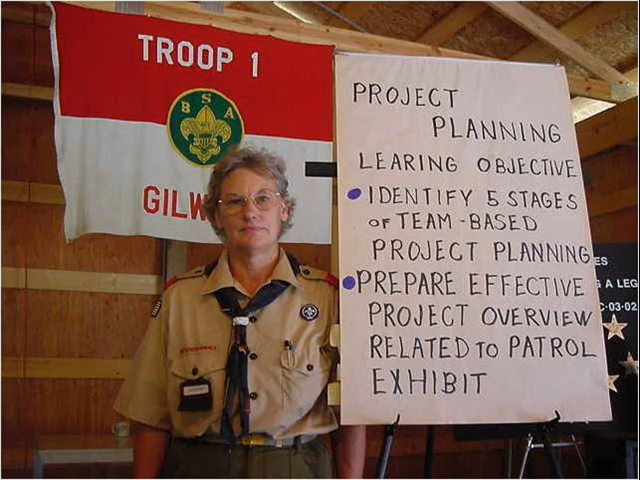 TROOP 1
B S A
GILW
PROJECT
PLANNING
LEARING OBJECTIVE
IDENTIFY 5 STAGES
OF TEAM-BASED
PROJECT PLANNING
PREPARE EFFECTIVE
PROJECT OVERVIEW
RELATED TO PATROL
EXHIBIT
ES
G A LEG
C-03-02